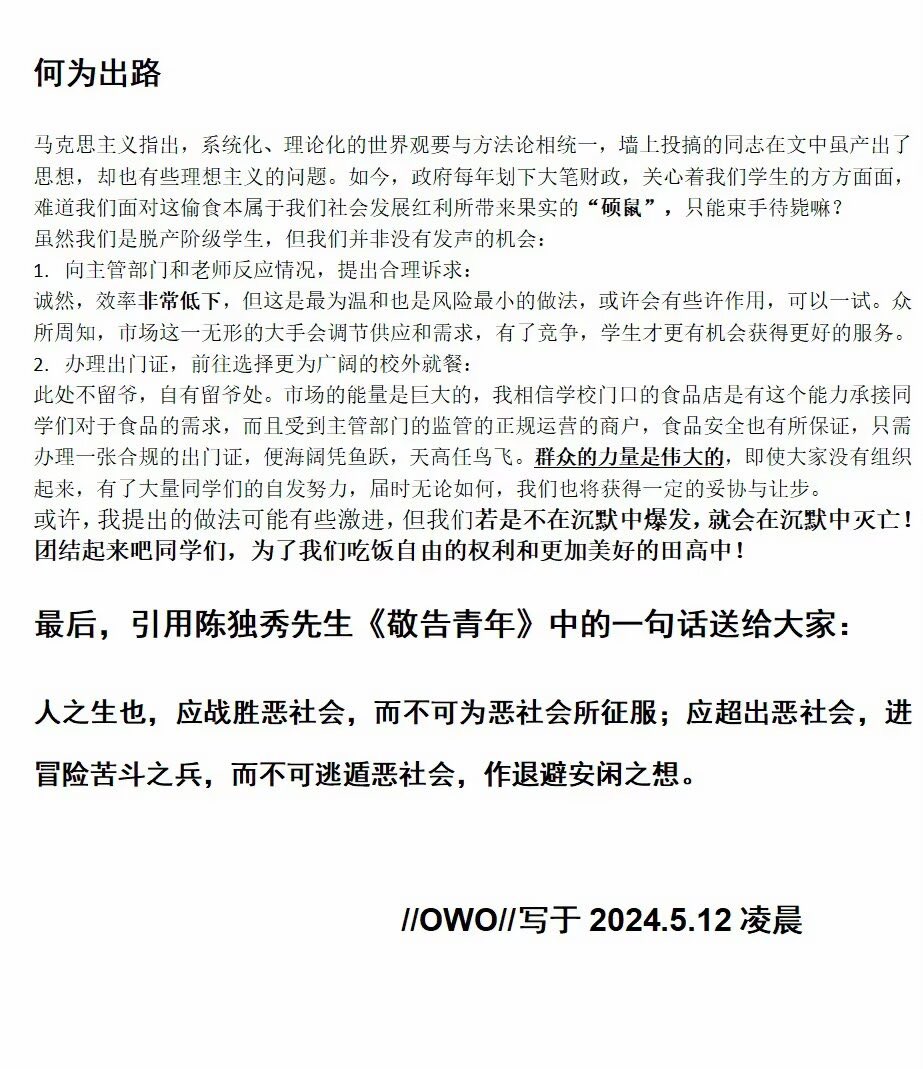 何为出路
马克思主义指出，系统化、理论化的世界观要与方法论相统一，墙上投搞的同志在文中虽产出了
思想，却也有些理想主义的问题。如今，政府每年划下大笔财政，关心着我们学生的方方面面，
难道我们面对这偷食本属于我们社会发展红利所带来果实的“硕鼠”，只能束手待毙嘛？
虽然我们是脱产阶级学生，但我们并非没有发声的机会：
1. 向主管部门和老师反应情况，提出合理诉求：
诚然，效率非常低下，但这是最为温和也是风险最小的做法，或许会有些许作用，可以一试。众
所周知，市场这一无形的大手会调节供应和需求，有了竞争，学生才更有机会获得更好的服务。
2. 办理出门证，前往选择更为广阔的校外就餐：
此处不留爷，自有留爷处。市场的能量是巨大的，我相信学校门口的食品店是有这个能力承接同
学们对于食品的需求，而且受到主管部门的监管的正规运营的商户，食品安全也有所保证，只需
办理一张合规的出门证，便海阔凭鱼跃，天高任鸟飞。群众的力量是伟大的，即使大家没有组织
起来，有了大量同学们的自发努力，届时无论如何，我们也将获得一定的妥协与让步。
或许，我提出的做法可能有些激进，但我们若是不在沉默中爆发，就会在沉默中灭亡！
团结起来吧同学们，为了我们吃饭自由的权利和更加美好的田高中！
最后，引用陈独秀先生《敬告青年》中的一句话送给大家：
人之生也，应战胜恶社会，而不可为恶社会所征服；应超出恶社会，进
冒险苦斗之兵，而不可逃遁恶社会，作退避安闲之想。
//OWO//写于 2024.5.12 凌晨